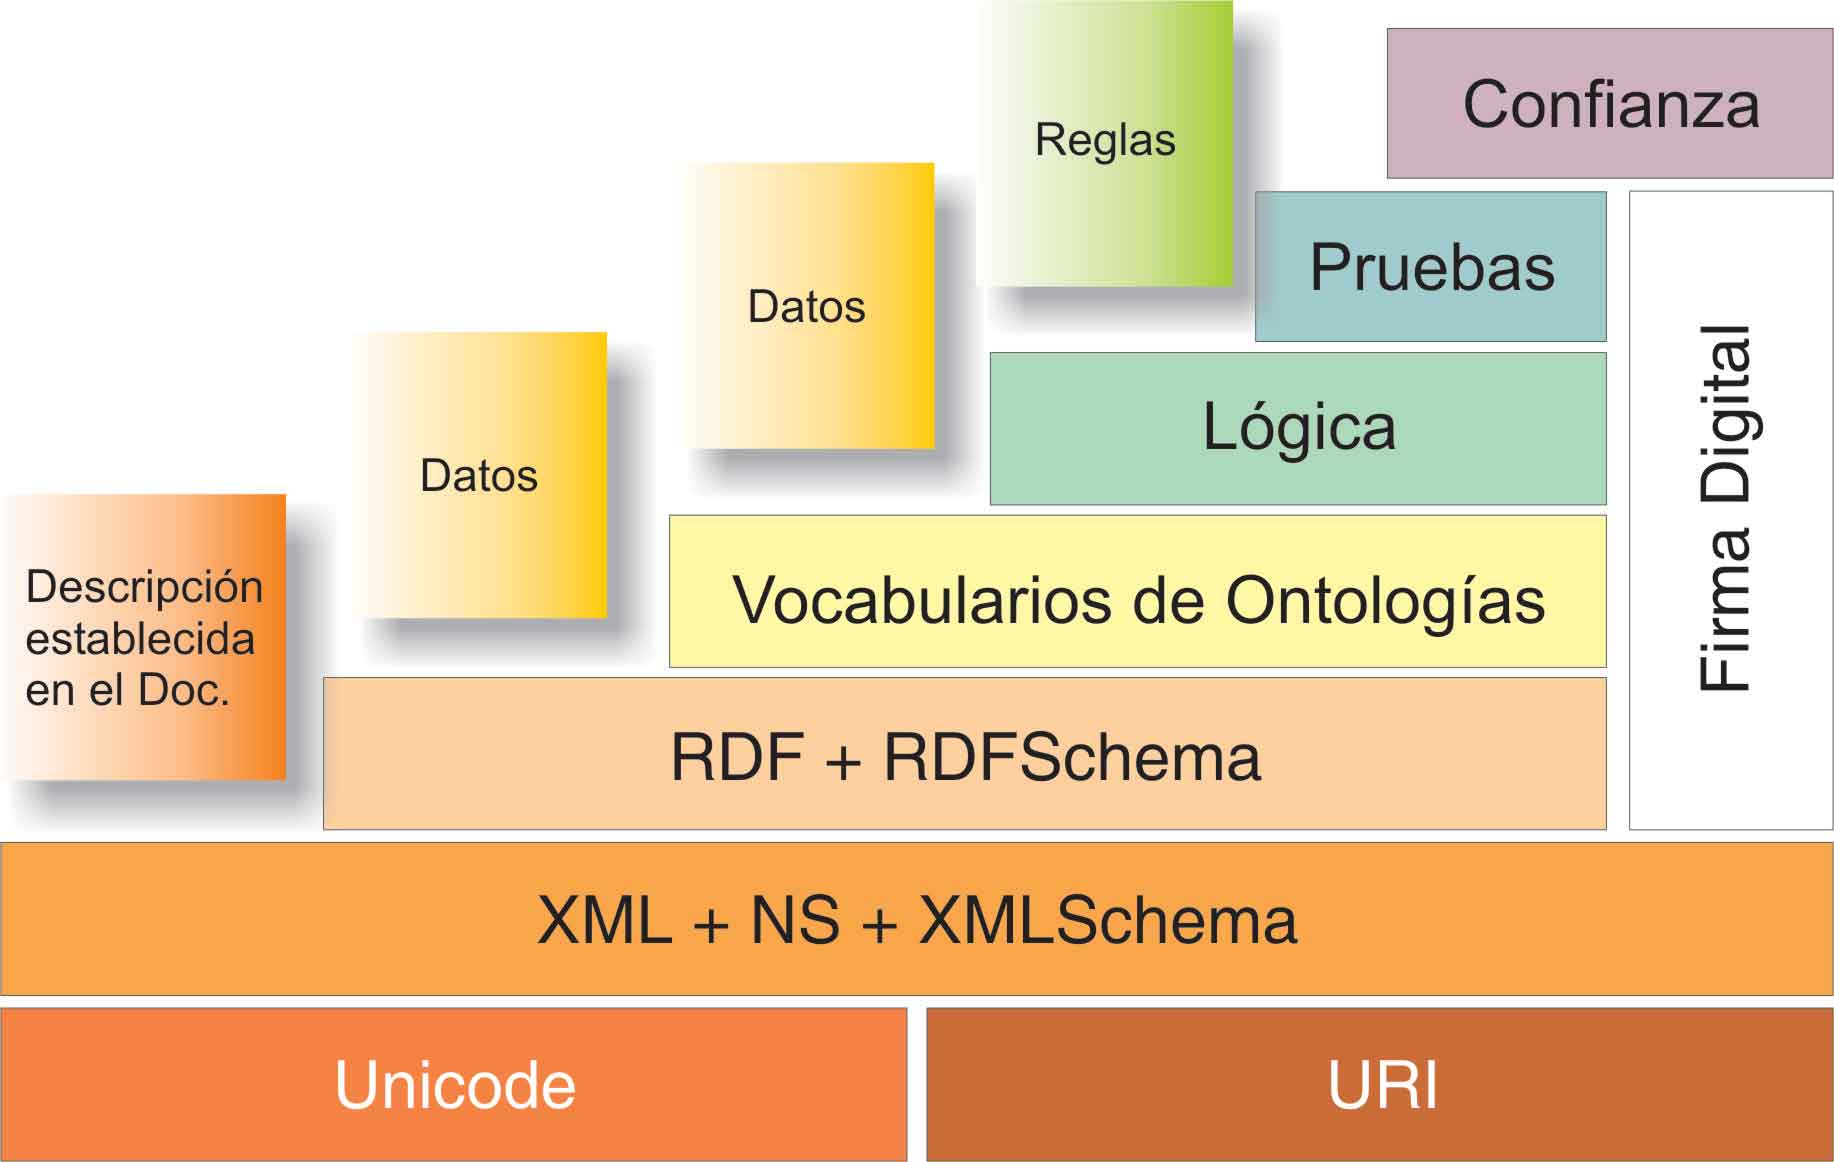 Confianza
Reglas
Pruebas
Datos
Lógica
Datos
Firma Digital
Vocabularios de Ontologías
Descripción
establecida
en el Doc.
RDF + RDFSchema
XML + NS + XMLSchema
Unicode
URI